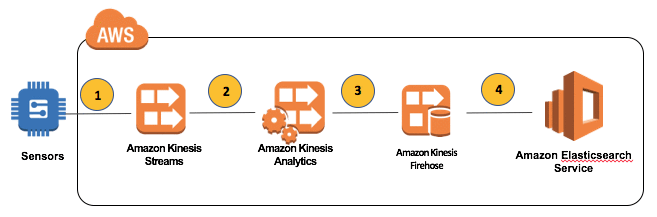 AWS
1
2
3
4
Sensors
Amazon Kinesis
Streams
Amazon Kinesis
Analytics
Amazon Kinesis
Firehose
Amazon Elasticsearch
Service